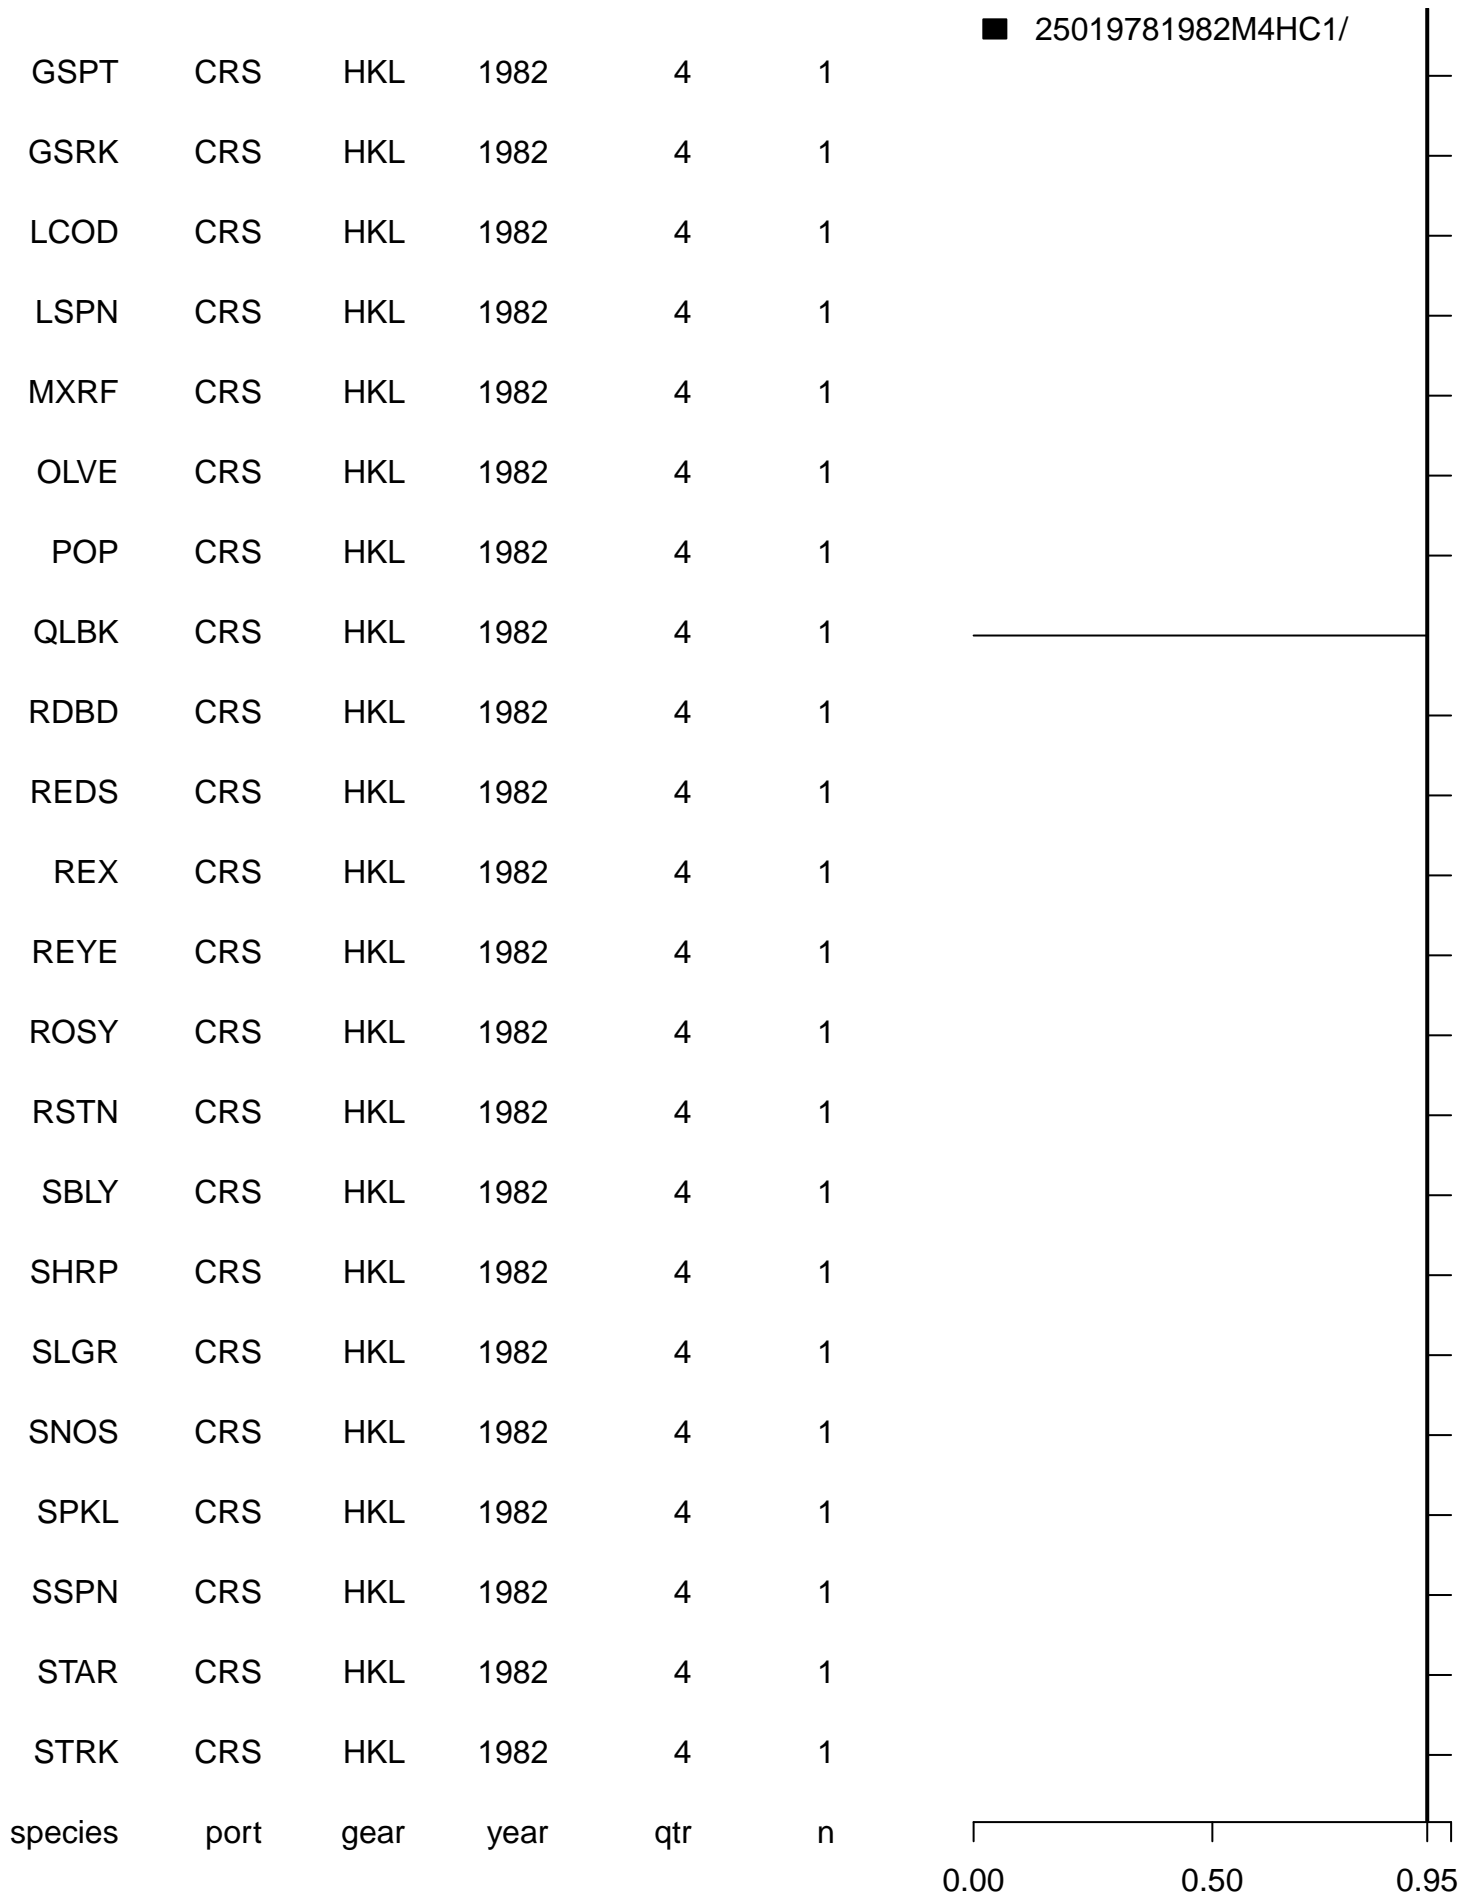 25019781982M4HC1/
GSPT CRS HKL 1982 4 1
GSRK CRS HKL 1982 4 1
LCOD CRS HKL 1982 4 1
LSPN CRS HKL 1982 4 1
MXRF CRS HKL 1982 4 1
OLVE CRS HKL 1982 4 1
POP CRS HKL 1982 4 1
QLBK CRS HKL 1982 4 1
RDBD CRS HKL 1982 4 1
REDS CRS HKL 1982 4 1
REX CRS HKL 1982 4 1
REYE CRS HKL 1982 4 1
ROSY CRS HKL 1982 4 1
RSTN CRS HKL 1982 4 1
SBLY CRS HKL 1982 4 1
SHRP CRS HKL 1982 4 1
SLGR CRS HKL 1982 4 1
SNOS CRS HKL 1982 4 1
SPKL CRS HKL 1982 4 1
SSPN CRS HKL 1982 4 1
STAR CRS HKL 1982 4 1
STRK CRS HKL 1982 4 1
species port gear year qtr n
0.00 0.50 0.95